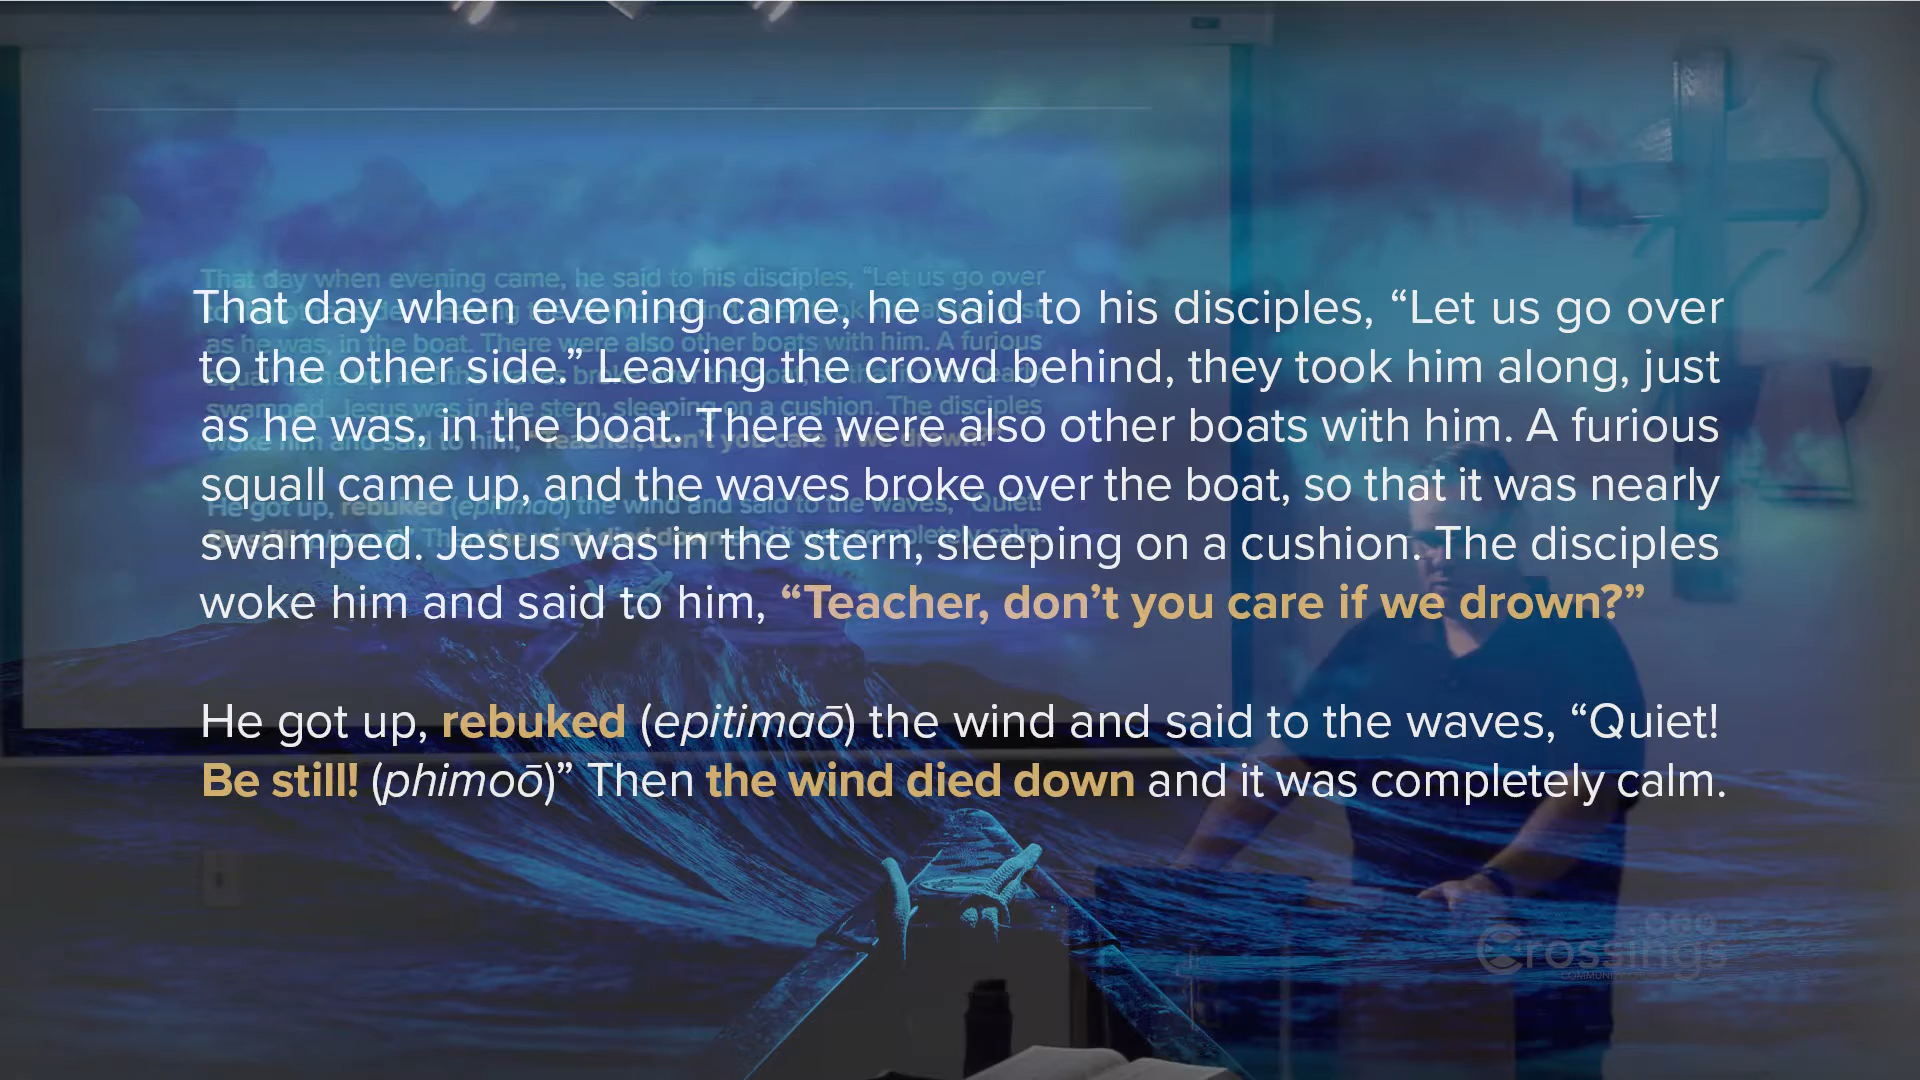 That day when evening came, he said to his disciples, “Let us go over
to the other side.” Leaving the crowd behind, they took him along, just
as he was, in the boat. There were also other boats with him. A furious
squall came up, and the waves broke over the boat, so that it was nearly
swamped. Jesus was in the stern, sleeping on a cushion. The disciples
woke him and said to him, “Teacher, don’t you care if we drown?”
He got up, rebuked (epitimaō) the wind and said to the waves, “Quiet!
Be still! (phimoō)” Then the wind died down and it was completely calm.
Crossings